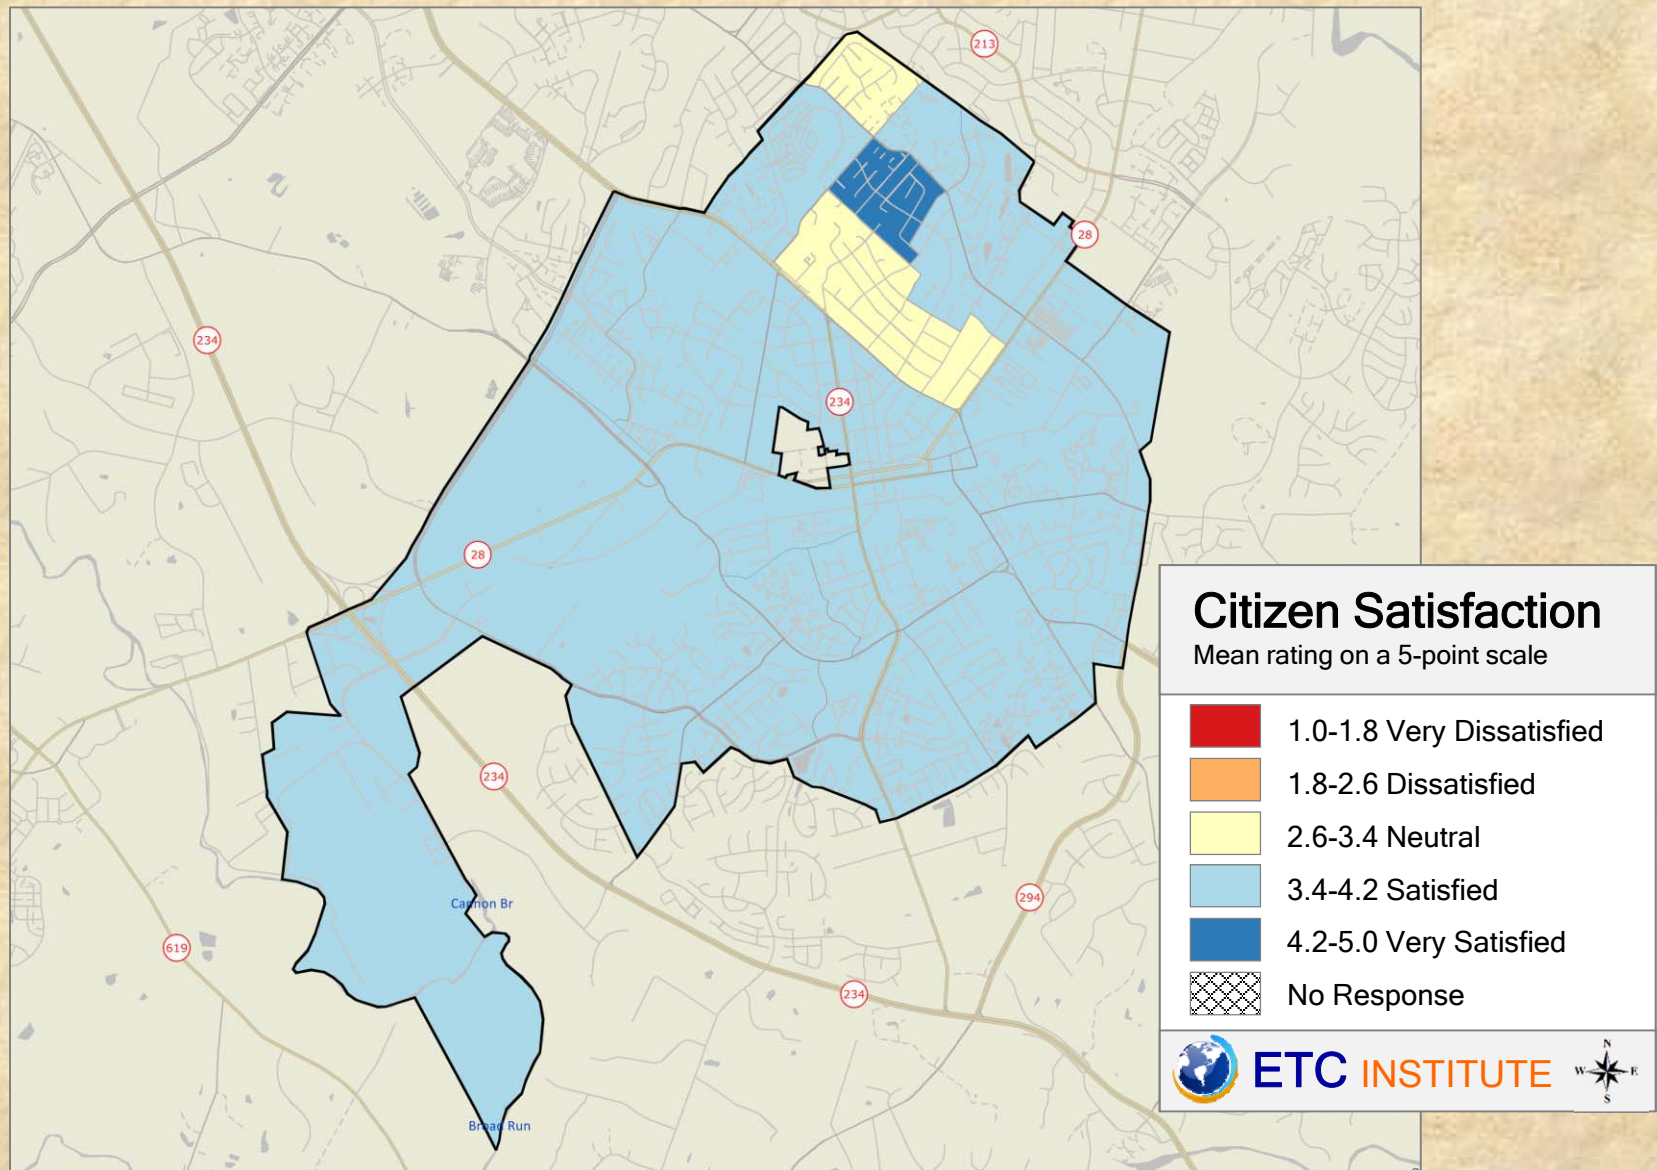 213
28
234
234
28
Citizen Satisfaction
Mean rating on a 5-point scale
1.0-1.8 Very Dissatisfied
1.8-2.6 Dissatisfied
234
2.6-3.4 Neutral
3.4-4.2 Satisfied
294
Cannon Br
4.2-5.0 Very Satisfied
619
234
No Response
ETC INSTITUTE
N
W E
S
Broad Run